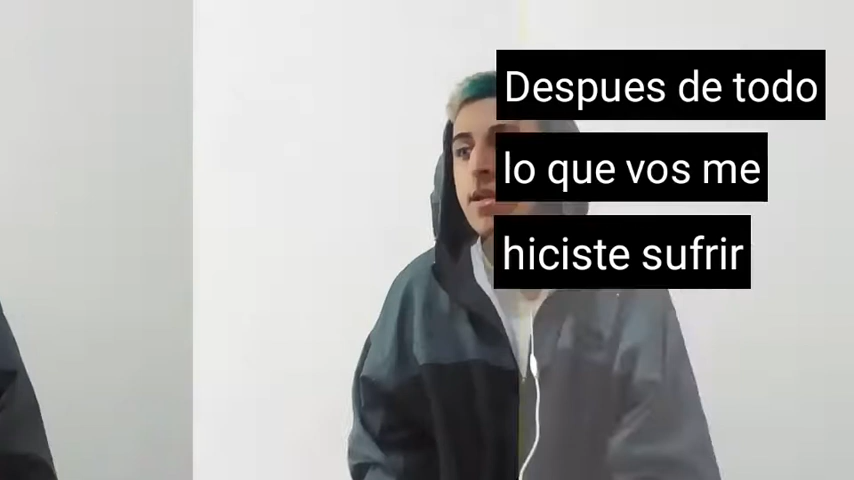 Despues de todo
lo que vos me
hiciste sufrir